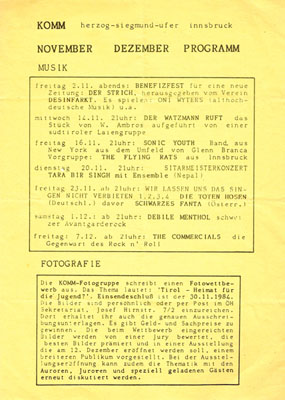 KOMM herzog-siegmund-ufer innsbruck
NOVEMBER DEZEMBER PROGRAMM
MUSIK
freitag 2.11. abends: BENEFIZFEST für eine neue
Zeitung: DER STRICH, herausgegeben vom Verein
DESINFARKT. Es spielen: ONI WYTERS (althoch-
deutsche Musik) u.a.
mittwoch 14.11. 21uhr: DER WATZMANN RUFT das
Stück von W. Ambros aufgeführt von einer
südtiroler Laiengruppe
freitag 16.11. 21uhr: SONIC YOUTH Band aus
New York aus dem Umfeld von Glenn Branca
Vorgruppe: THE FLYING RATS aus Innsbruck
dienstag 20.11. 21uhr: SITARMEISTERKONZERT
TARA BIR SINGH mit Ensemble (Nepal)
freitag 23.11. ab 21uhr: WIR LASSEN UNS DAS SIN-
GEN NICHT VERBIETEN 1,2,3,4 DIE TOTEN HOSEN
(Deutschl.) davor SCHWARZES FANTA (Österr.)
samstag 1.12.: ab 21uhr: DEBILE MENTHOL schwei-
zer Avantgarderock
freitag: 7.12. ab 21uhr: THE COMMERCIALS die
Gegenwart des Rock n' Roll
FOTOGRAFIE
Die KOMM-Fotogruppe schreibt einen Fotowettbe-
werb aus. Das Thema lautet: 'Tirol - Heimat für
die Jugend?'. Einsendeschluß ist der 30.11.1984.
Die Bilder sind persönlich oder per Post im ÖH
Sekretariat, Josef Hirnstr. 7/2 einzureichen.
Dort erhaltet ihr auch die genauen Ausschrei-
bungsunterlagen. Es gibt Geld- und Sachpreise zu
gewinnen. Die beim Wettbewerb eingereichten
Bilder werden von einer Jury bewertet, die
besten Bilder prämiert und in einer Ausstellung
die am 12. Dezember eröffnet werden soll, einem
breiteren Publikum vorgestellt. Bei der Ausstel-
lungseröffnung kann zudem die Thematik mit den
Autoren, Juroren und speziell geladenen Gästen
erneut diskutiert werden.